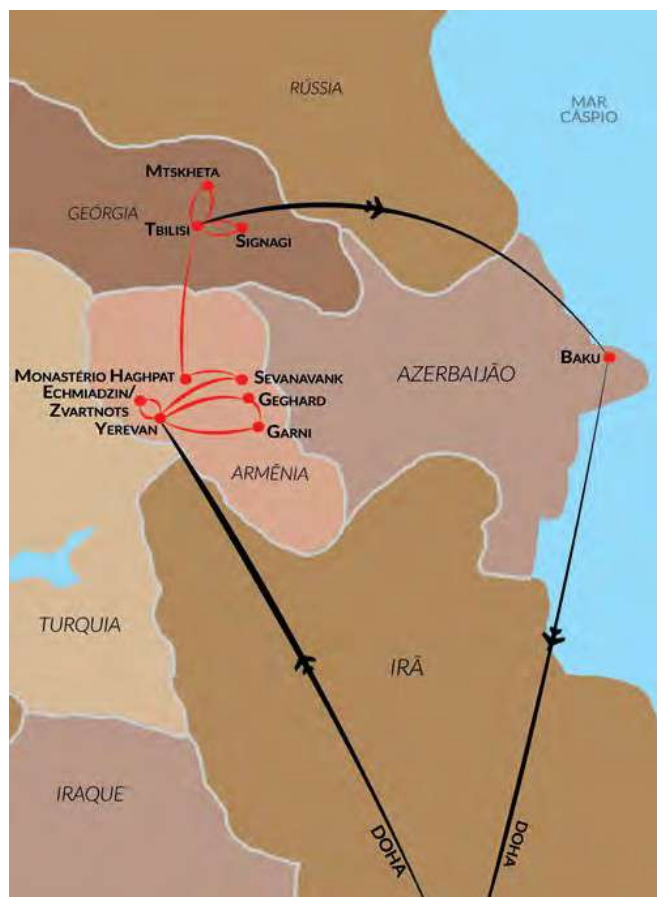 RÚSSIA
MAR
CÁSPIO
MTSKHETA
GEÓRGIA
TBILISI
SIGNAGI
BAKU
MONASTÉRIO HAGHPAT
SEVANAVANK
AZERBAIJÃO
ECHMIADZIN/
ZVARTNOTS
GEGHARD
YEREVAN
GARNI
ARMÊNIA
TURQUIA
IRÃ
IRAQUE
DOHA
DOHA